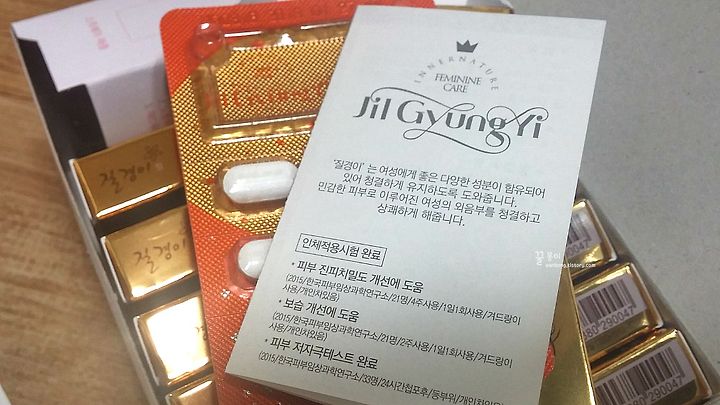 INNERNATURE
FEMININE
CARE
Jil Gyung Yi
'질경이' 는 여성에게 좋은 다양한 성분이 함유되어
있어 청결하게 유지하도록 도와줍니다.
민감한 피부로 이루어진 여성의 외음부를 청결하고
상쾌하게 해줍니다.
인체적용시험 완료
* 피부 진피치밀도 개선에 도움
(2015/한국피부임상과학연구소/21명/4주사용/1일1회사용/겨드랑이
사용/개인차있음)
* 보습 개선에 도움
(2015/한국피부임상과학연구소/21명/2주사용/1일1회사용/겨드랑이
사용/개인차있음)
* 피부 저자극테스트 완료
(2015/한국피부임상과학연구소/33명/24시간첩포후/등부위/개인차있음
질경이
질경이
질경이
Jil Gyung
290047
80 290047